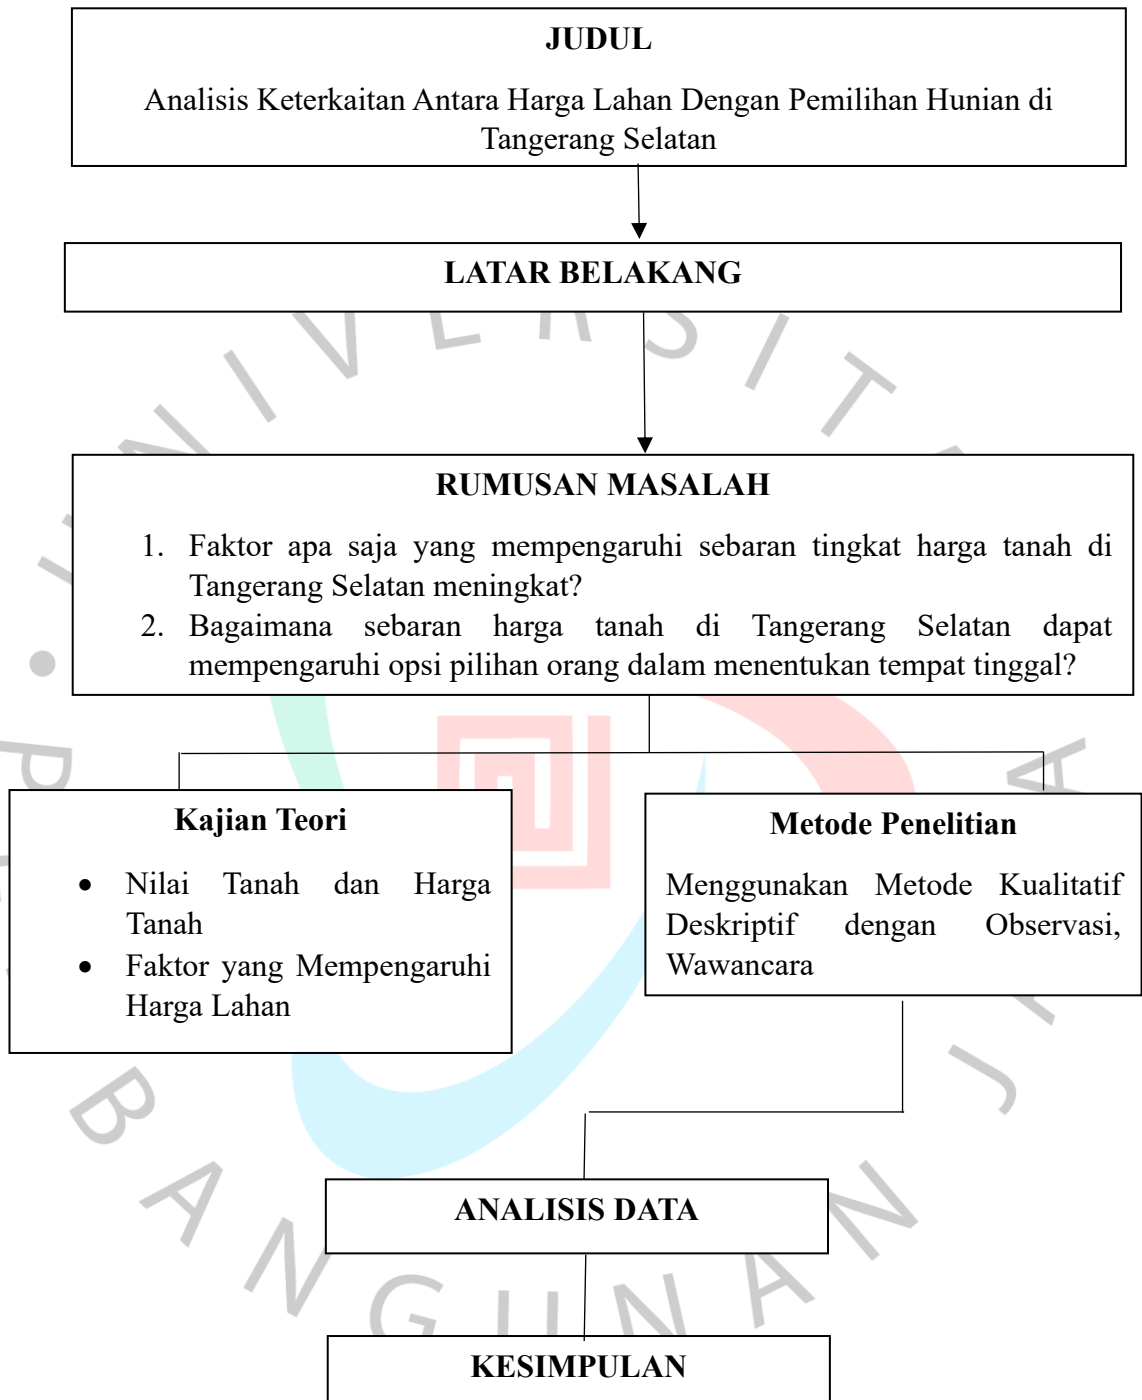 JUDUL
Analisis Keterkaitan Antara Harga Lahan Dengan Pemilihan Hunian di
Tangerang Selatan
LATAR BELAKANG
RUMUSAN MASALAH
1. Faktor apa saja yang mempengaruhi sebaran tingkat harga tanah di
Tangerang Selatan meningkat?
2. Bagaimana sebaran harga tanah di Tangerang Selatan dapat
mempengaruhi opsi pilihan orang dalam menentukan tempat tinggal?
Kajian Teori
• Nilai Tanah dan Harga
Tanah
• Faktor yang Mempengaruhi
Harga Lahan
Metode Penelitian
Menggunakan Metode Kualitatif
Deskriptif dengan Observasi,
Wawancara
ANALISIS DATA
KESIMPULAN